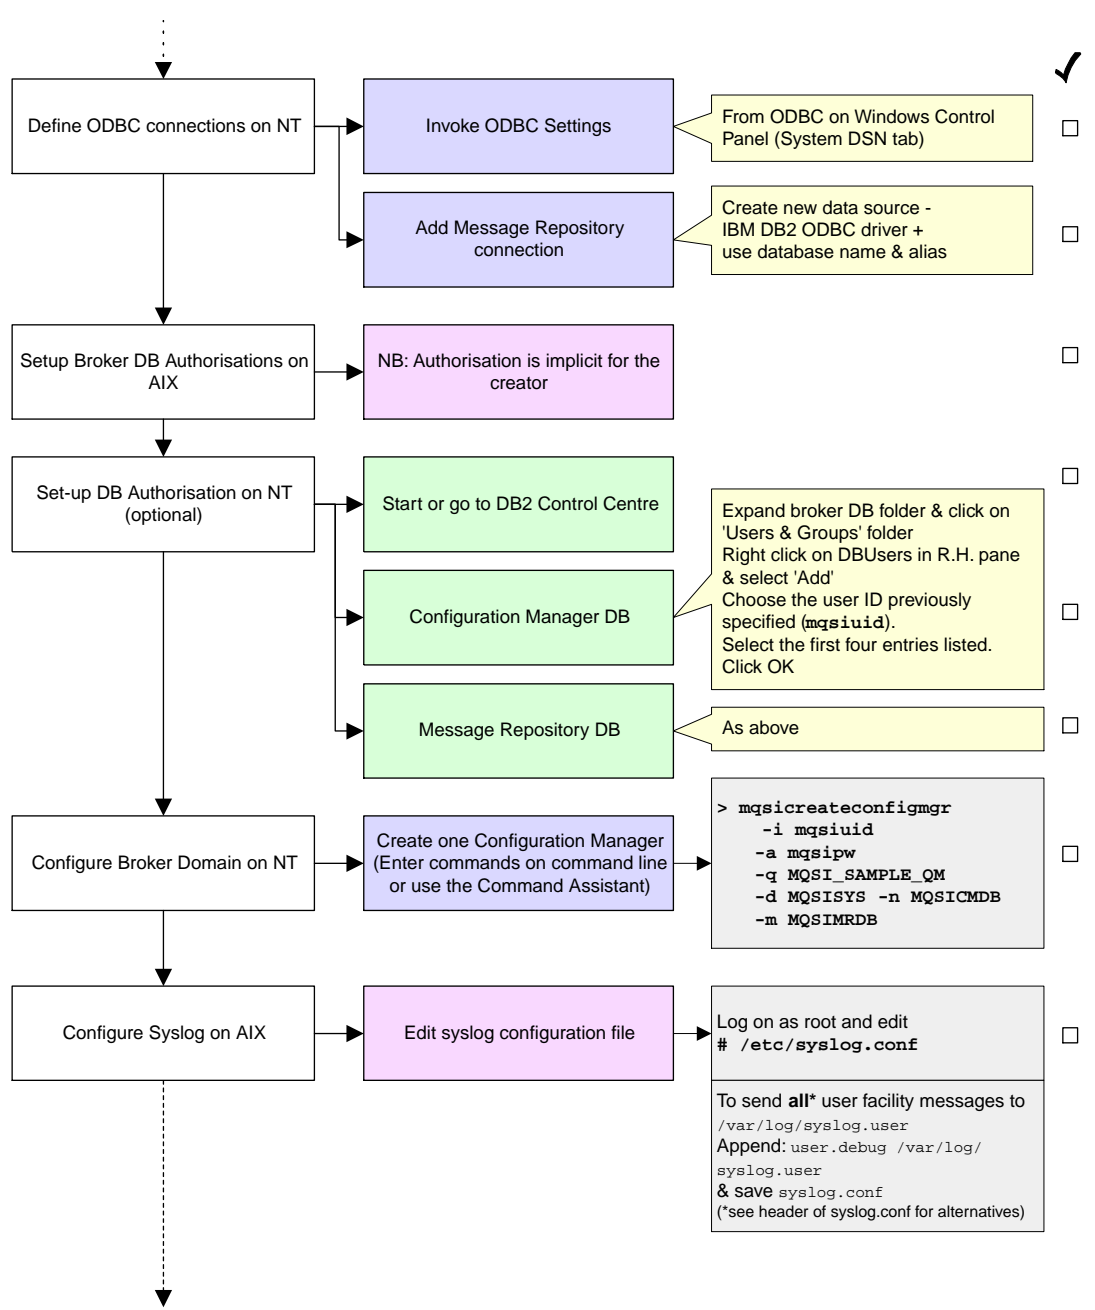 Define ODBC connections on NT
Invoke ODBC Settings
From ODBC on Windows Control
Panel (System DSN tab)
Add Message Repository
connection
Create new data source -
IBM DB2 ODBC driver +
use database name & alias
Setup Broker DB Authorisations on
AIX
NB: Authorisation is implicit for the
creator
Set-up DB Authorisation on NT
(optional)
Start or go to DB2 Control Centre
Configuration Manager DB
Expand broker DB folder & click on
'Users & Groups' folder
Right click on DBUsers in R.H. pane
& select 'Add'
Choose the user ID previously
specified (mqsiuid).
Select the first four entries listed.
Click OK
Message Repository DB
As above
Configure Broker Domain on NT
Create one Configuration Manager
(Enter commands on command line
or use the Command Assistant)
> mqsicreateconfigmgr
-i mqsiuid
-a mqsipw
-q MQSI_SAMPLE_QM
-d MQSISYS -n MQSICMDB
-m MQSIMRDB
Configure Syslog on AIX
Edit syslog configuration file
Log on as root and edit
# /etc/syslog.conf
To send all* user facility messages to
/var/log/syslog.user
Append: user.debug /var/log/
syslog.user
& save syslog.conf
(*see header of syslog.conf for alternatives)